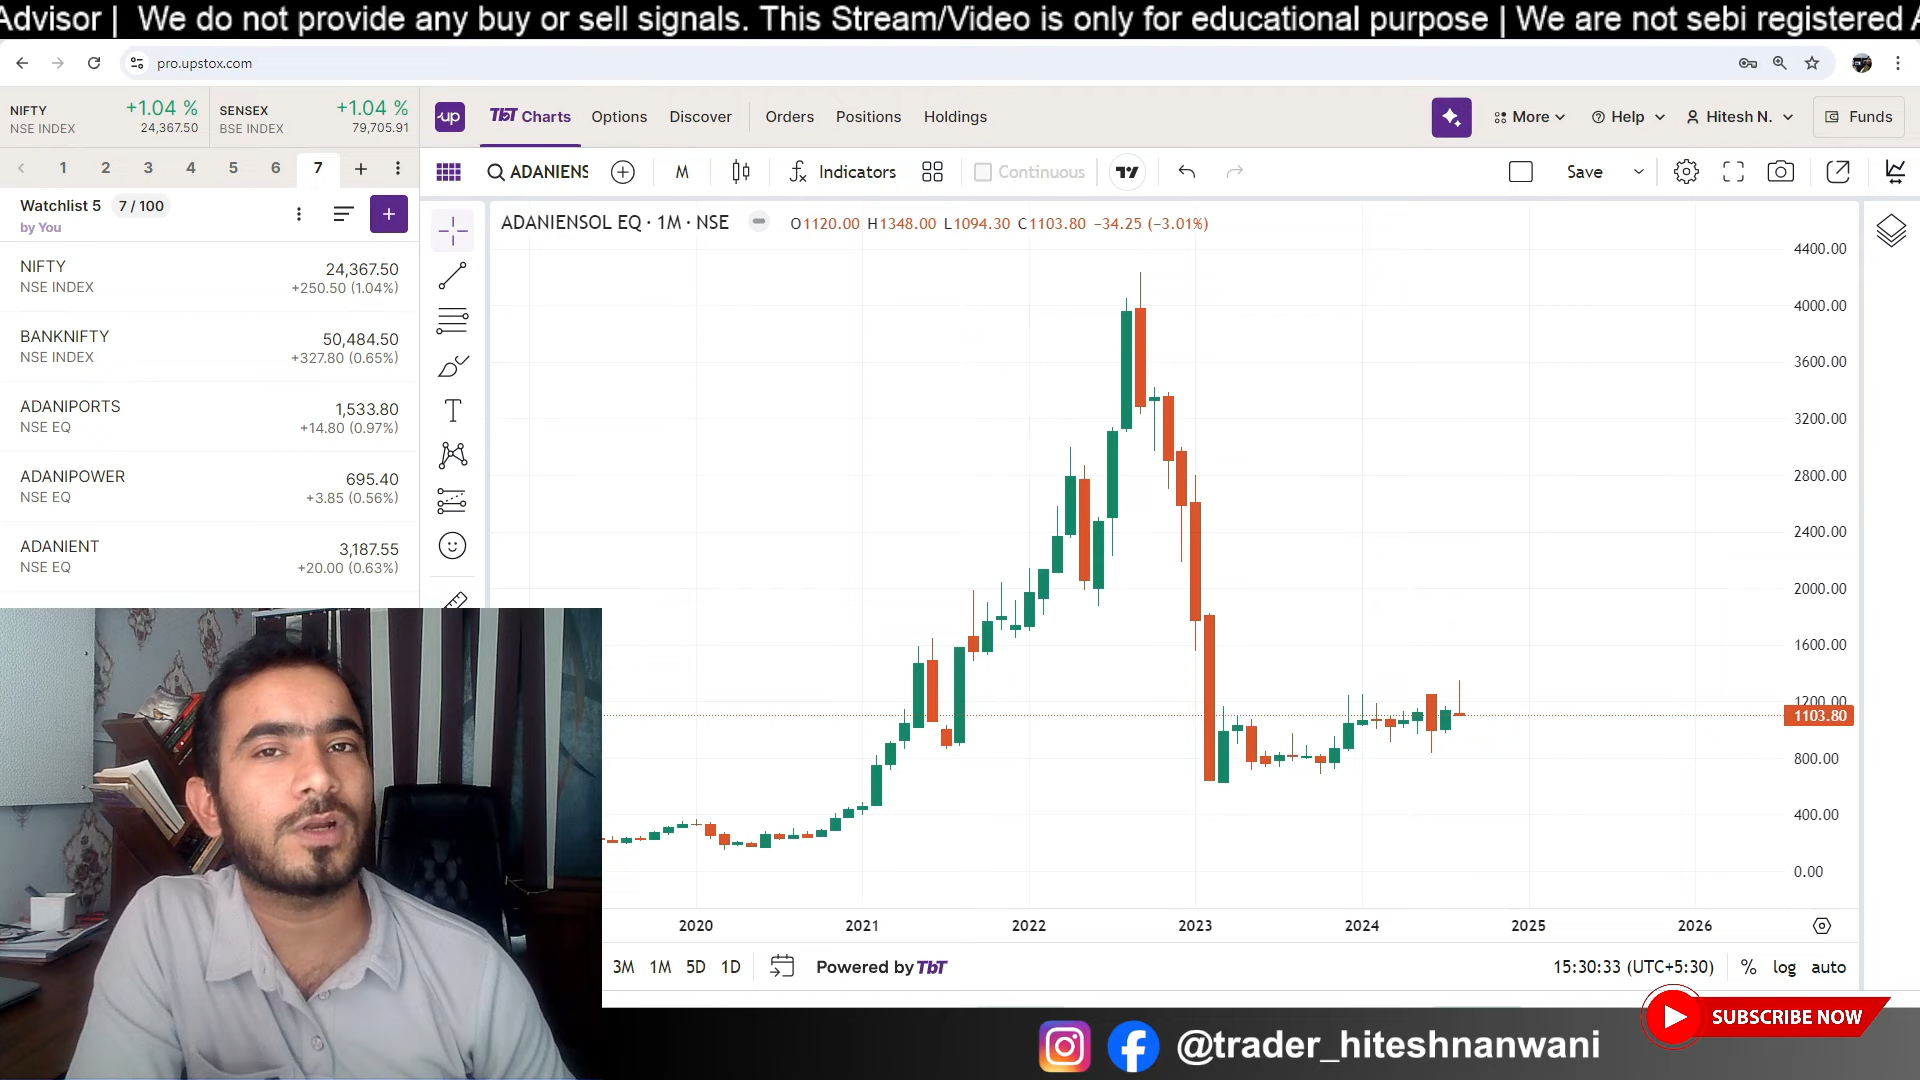 Advisor | We do not provide any buy or sell signals. This Stream/Video is only for educational purpose | We are not sebi registered A
pro.upstox.com
NIFTY +1.04 %
NSE INDEX 24,367.50
SENSEX +1.04 %
BSE INDEX 79,705.91
up TbT Charts Options Discover Orders Positions Holdings More Help Hitesh N. Funds
1 2 3 4 5 6 7
ADANIENS M Indicators Continuous Save
Watchlist 5 7 / 100
by You
NIFTY 24,367.50
NSE INDEX +250.50 (1.04%)
BANKNIFTY 50,484.50
NSE INDEX +327.80 (0.65%)
ADANIPORTS 1,533.80
NSE EQ +14.80 (0.97%)
ADANIPOWER 695.40
NSE EQ +3.85 (0.56%)
ADANIENT 3,187.55
NSE EQ +20.00 (0.63%)
ADANIENSOL EQ · 1M · NSE O1120.00 H1348.00 L1094.30 C1103.80 −34.25 (−3.01%)
4400.00
4000.00
3600.00
3200.00
2800.00
2400.00
2000.00
1600.00
1200.00
1103.80
800.00
400.00
0.00
2020 2021 2022 2023 2024 2025 2026
3M 1M 5D 1D Powered by TbT 15:30:33 (UTC+5:30) % log auto
SUBSCRIBE NOW
@trader_hiteshnanwani